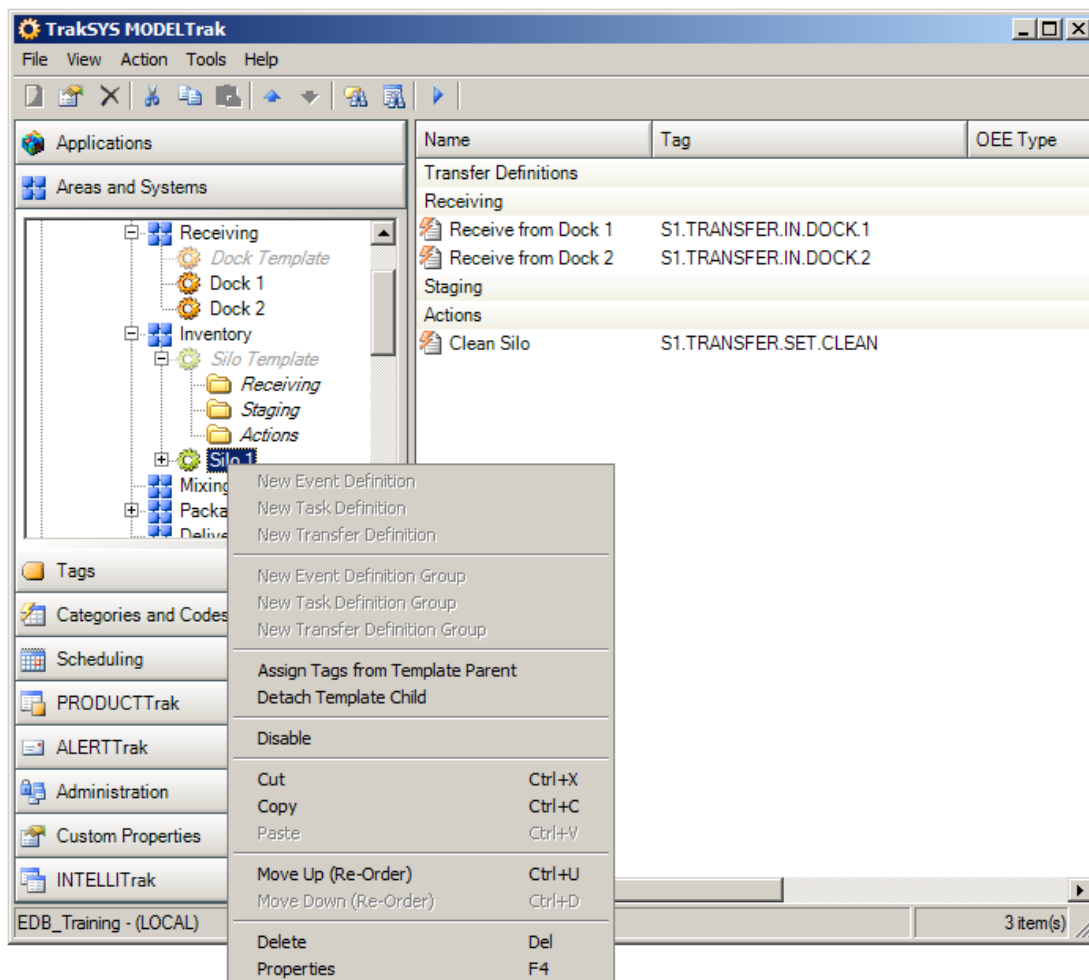 TrakSYS MODELTrak
File View Action Tools Help
Applications
Areas and Systems
Receiving
Dock Template
Dock 1
Dock 2
Inventory
Silo Template
Receiving
Staging
Actions
Silo 1
Mixing
Packa
Delive
Tags
Categories and Codes
Scheduling
PRODUCTTrak
ALERTTrak
Administration
Custom Properties
INTELLITrak
Name Tag OEE Type
Transfer Definitions
Receiving
Receive from Dock 1 S1.TRANSFER.IN.DOCK.1
Receive from Dock 2 S1.TRANSFER.IN.DOCK.2
Staging
Actions
Clean Silo S1.TRANSFER.SET.CLEAN
New Event Definition
New Task Definition
New Transfer Definition
New Event Definition Group
New Task Definition Group
New Transfer Definition Group
Assign Tags from Template Parent
Detach Template Child
Disable
Cut Ctrl+X
Copy Ctrl+C
Paste Ctrl+V
Move Up (Re-Order) Ctrl+U
Move Down (Re-Order) Ctrl+D
Delete Del
Properties F4
EDB_Training - (LOCAL) 3 item(s)